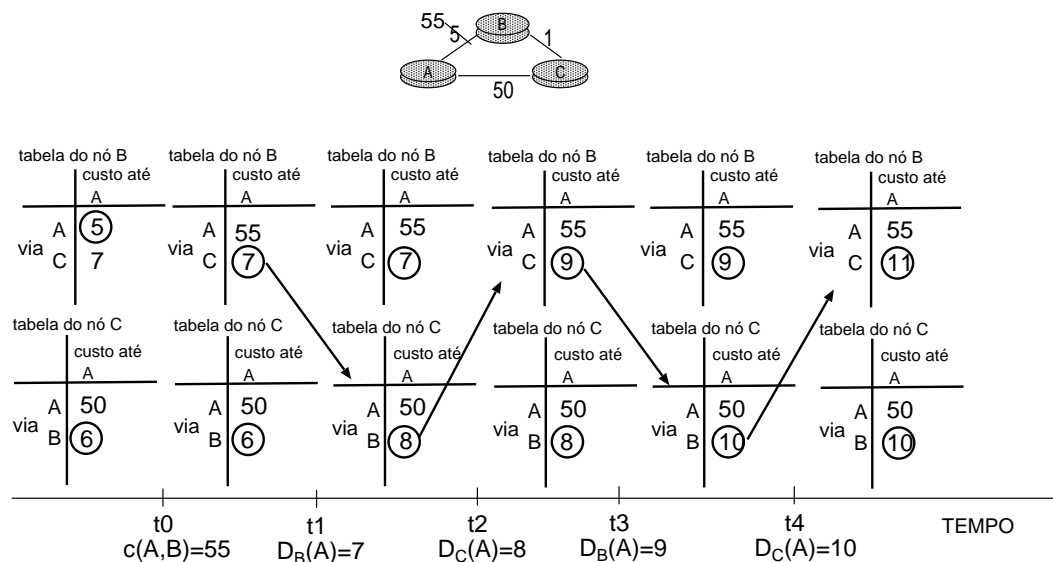 55
5
B
1
A
C
50
tabela do nó B tabela do nó B tabela do nó B tabela do nó B tabela do nó B tabela do nó B
custo até custo até custo até custo até custo até custo até
A A A A A A
A 5 A 55 A 55 A 55 A 55 A 55
via via via via via via
C 7 C 7 C 7 C 9 C 9 C 11
tabela do nó C tabela do nó C tabela do nó C tabela do nó C tabela do nó C tabela do nó C
custo até custo até custo até custo até custo até custo até
A A A A A A
A 50 A 50 A 50 A 50 A 50 A 50
via via via via via via
B 6 B 6 B 8 B 8 B 10 B 10
t0 t1 t2 t3 t4 TEMPO
c(A,B)=55 D_B(A)=7 D_C(A)=8 D_B(A)=9 D_C(A)=10